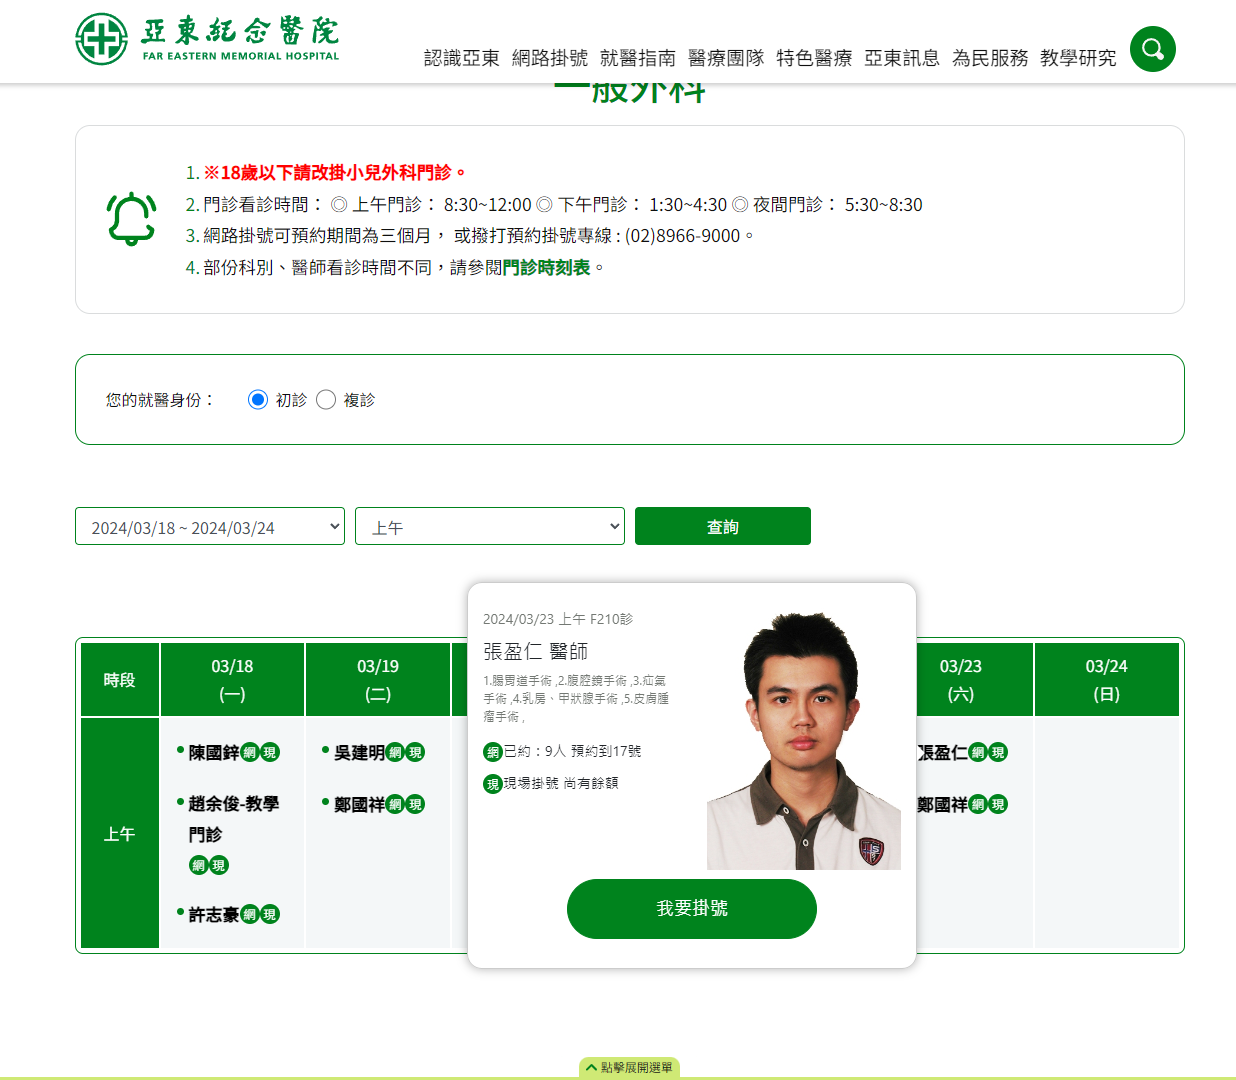 亞東紀念醫院
FAR EASTERN MEMORIAL HOSPITAL
認識亞東 網路掛號 就醫指南 醫療團隊 特色醫療 亞東訊息 為民服務 教學研究
一般外科
1. ※18歲以下請改掛小兒外科門診。
2. 門診看診時間： ◎ 上午門診： 8:30~12:00 ◎ 下午門診： 1:30~4:30 ◎ 夜間門診： 5:30~8:30
3. 網路掛號可預約期間為三個月， 或撥打預約掛號專線 : (02)8966-9000。
4. 部份科別、醫師看診時間不同，請參閱門診時刻表。
您的就醫身份： 初診 複診
2024/03/18 ~ 2024/03/24 上午 查詢
時段 03/18 (一) 03/19 (二) 03/23 (六) 03/24 (日)
上午
陳國鋅網現
趙余俊-教學
門診
網現
許志豪網現
吳建明網現
鄭國祥網現
2024/03/23 上午 F210診
張盈仁 醫師
1.腸胃道手術 ,2.腹腔鏡手術 ,3.疝氣
手術 ,4.乳房、甲狀腺手術 ,5.皮膚腫
瘤手術 ,
網已約：9人 預約到17號
現現場掛號 尚有餘額
我要掛號
張盈仁網現
鄭國祥網現
點擊展開選單